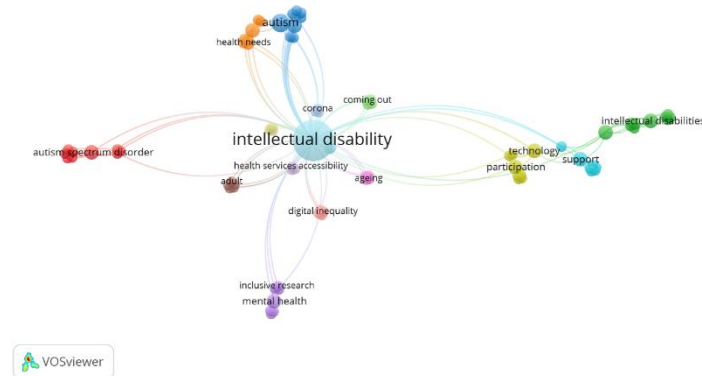 autism
health needs
corona
coming out
intellectual disabilities
intellectual disability
autism spectrum disorder
technology
support
health services accessibility
participation
adult
ageing
digital inequality
inclusive research
mental health
VOSviewer